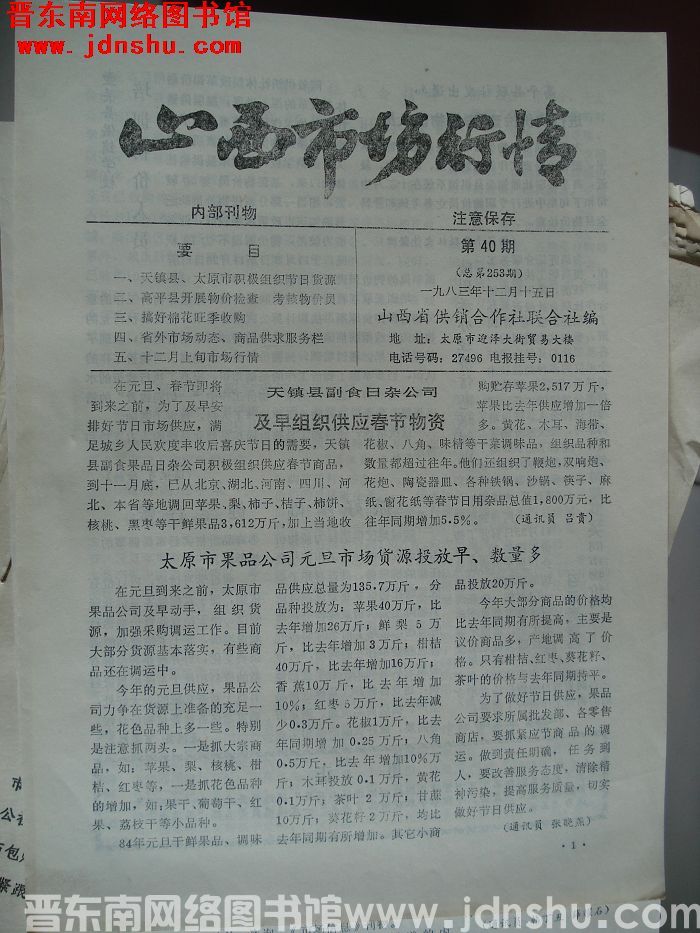 晋东南网络图书馆
www.jdnshu.com
山西市场行情
内部刊物
注意保存
要目
一、天镇县、太原市积极组织节日货源
二、高平县开展物价检查 考核物价员
三、搞好棉花旺季收购
四、省外市场动态、商品供求服务栏
五、十二月上旬市场行情
第40期
(总第253期)
一九八三年十二月十五日
山西省供销合作社联合社编
地 址:太原市迎泽大街贸易大楼
电话号码:27496 电报挂号:0116
天镇县副食日杂公司
及早组织供应春节物资
在元旦、春节即将
到来之前,为了及早安
排好节日市场供应,满
足城乡人民欢度丰收后喜庆节日的需要,天镇
县副食果品日杂公司积极组织供应春节商品,
到十一月底,已从北京、湖北、河南、四川、河
北、本省等地调回苹果、梨、柿子、桔子、柿饼、
核桃、黑枣等干鲜果品3,612万斤,加上当地收
购贮存苹果2,517万斤,
苹果比去年供应增加一倍
多。黄花、木耳、海带、
花椒、八角、味精等干菜调味品,组织品种和
数量都超过往年。他们还组织了鞭炮,双响炮、
花炮、陶瓷器皿、各种铁锅、沙锅、筷子、麻
纸、窗花纸等春节日用杂品总值1,800万元,比
往年同期增加5.5%。 (通讯员 吕贵)
太原市果品公司元旦市场货源投放早、数量多
在元旦到来之前,太原市
果品公司及早动手,组织货
源,加强采购调运工作。目前
大部分货源基本落实,有些商
品还在调运中。
今年的元旦供应,果品公
司力争在货源上准备的充足一
些,花色品种上多一些。特别
是注意抓两头。一是抓大宗商
品,如:苹果、梨、核桃、柑
桔、红枣等,一是抓花色品种
的增加,如:果干、葡萄干、红
果、荔枝干等小品种。
84年元旦干鲜果品、调味
品供应总量为135.7万斤,分
品种投放为:苹果40万斤,比
去年增加26万斤;鲜梨5万
斤,比去年增加3万斤;柑桔
40万斤,比去年增加16万斤;
香蕉10万斤,比去年增加
10%;红枣5万斤,比去年减
少0.3万斤。花椒1万斤,比去
年同期增加0.25万斤;八角
0.5万斤,比去年增加10%万
斤;木耳投放0.1万斤,黄花
0.1万斤;茶叶2万斤;甘蔗
10万斤;葵花籽2万斤,均比
去年同期有所增加。其它小商
品投放20万斤。
今年大部分商品的价格均
比去年同期有所提高,主要是
议价商品多,产地调高了价
格。只有柑桔、红枣、葵花籽、
茶叶的价格与去年同期持平。
为了做好节日供应,果品
公司要求所属批发部、各零售
商店,要抓紧应节商品的调
运。做到责任明确,任务到
人,要改善服务态度,清除精
神污染,提高服务质量,切实
做好节日供应。
(通讯员 张晓燕)
·1·
晋东南网络图书馆 www.jdnshu.com